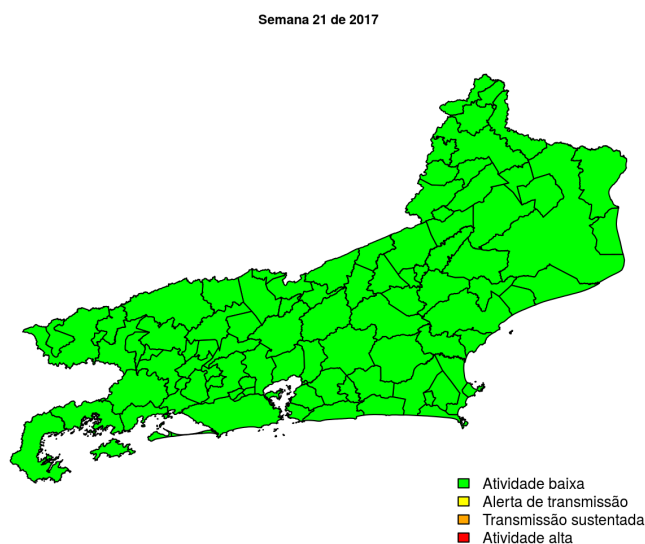 Semana 21 de 2017
Atividade baixa
Alerta de transmissão
Transmissão sustentada
Atividade alta